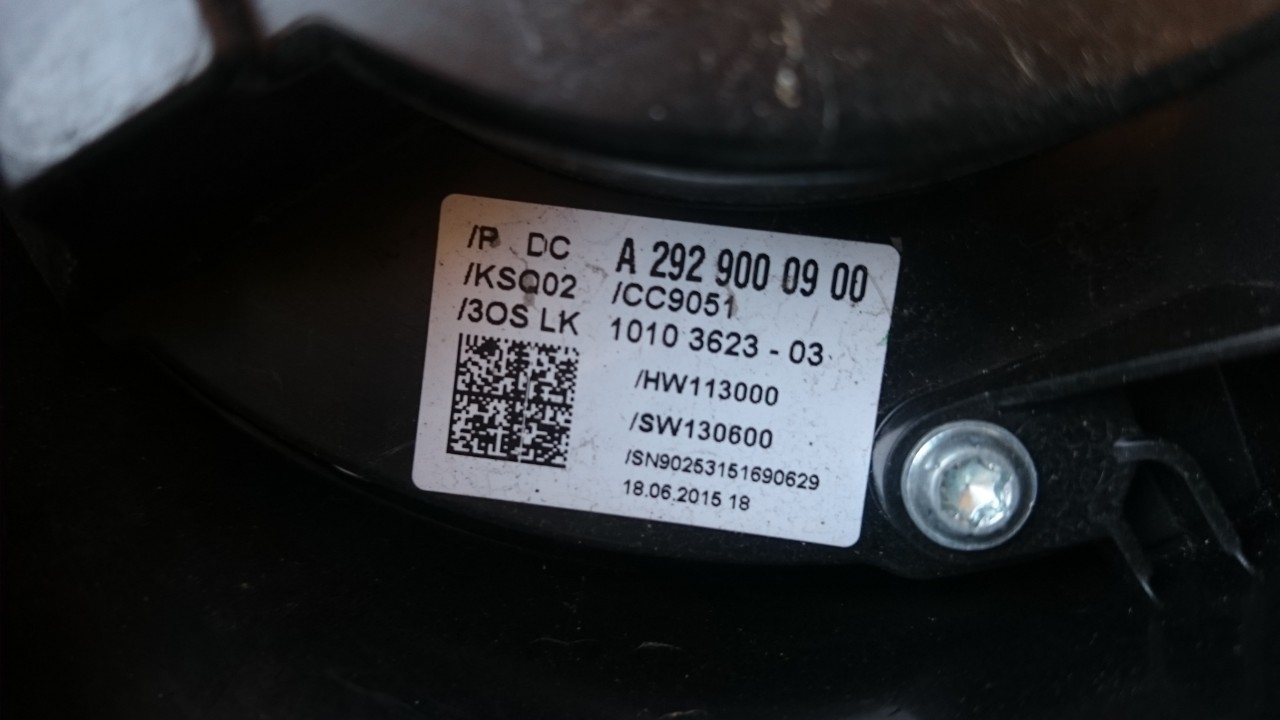 /P DC A 292 900 09 00
/KSQ02 /CC9051
/3OS LK 1010 3623 - 03
/HW113000
/SW130600
/SN90253151690629
18.06.2015 18